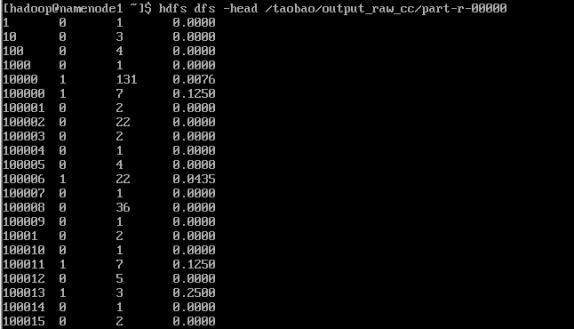 [hadoop@namenode1 ~]$ hdfs dfs -head /taobao/output_raw_cc/part-r-00000
1 0 1 0.0000
10 0 3 0.0000
100 0 4 0.0000
1000 0 1 0.0000
10000 1 131 0.0076
100000 1 7 0.1250
100001 0 2 0.0000
100002 0 22 0.0000
100003 0 2 0.0000
100004 0 1 0.0000
100005 0 4 0.0000
100006 1 22 0.0435
100007 0 1 0.0000
100008 0 36 0.0000
100009 0 1 0.0000
10001 0 2 0.0000
100010 0 1 0.0000
100011 1 7 0.1250
100012 0 5 0.0000
100013 1 3 0.2500
100014 0 1 0.0000
100015 0 2 0.0000